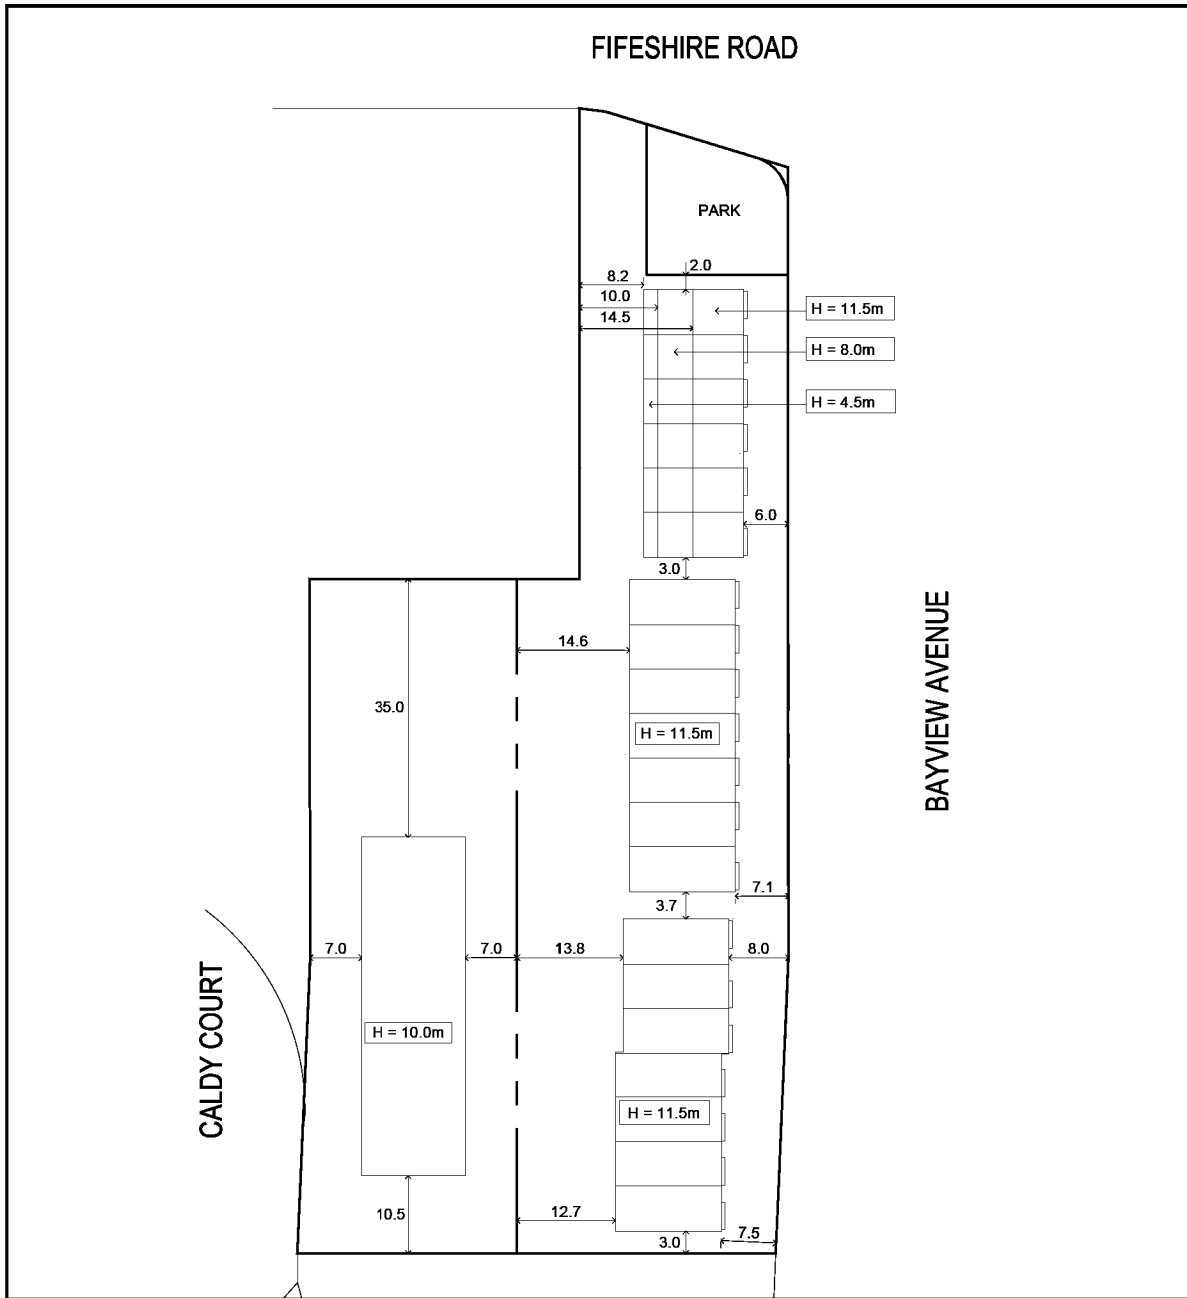 FIFESHIRE ROAD
PARK
2.0
8.2
10.0
14.5
H = 11.5m
H = 8.0m
H = 4.5m
6.0
3.0
14.6
35.0
H = 11.5m
BAYVIEW AVENUE
7.1
3.7
7.0
7.0
13.8
8.0
CALDY COURT
H = 10.0m
H = 11.5m
10.5
12.7
3.0
7.5